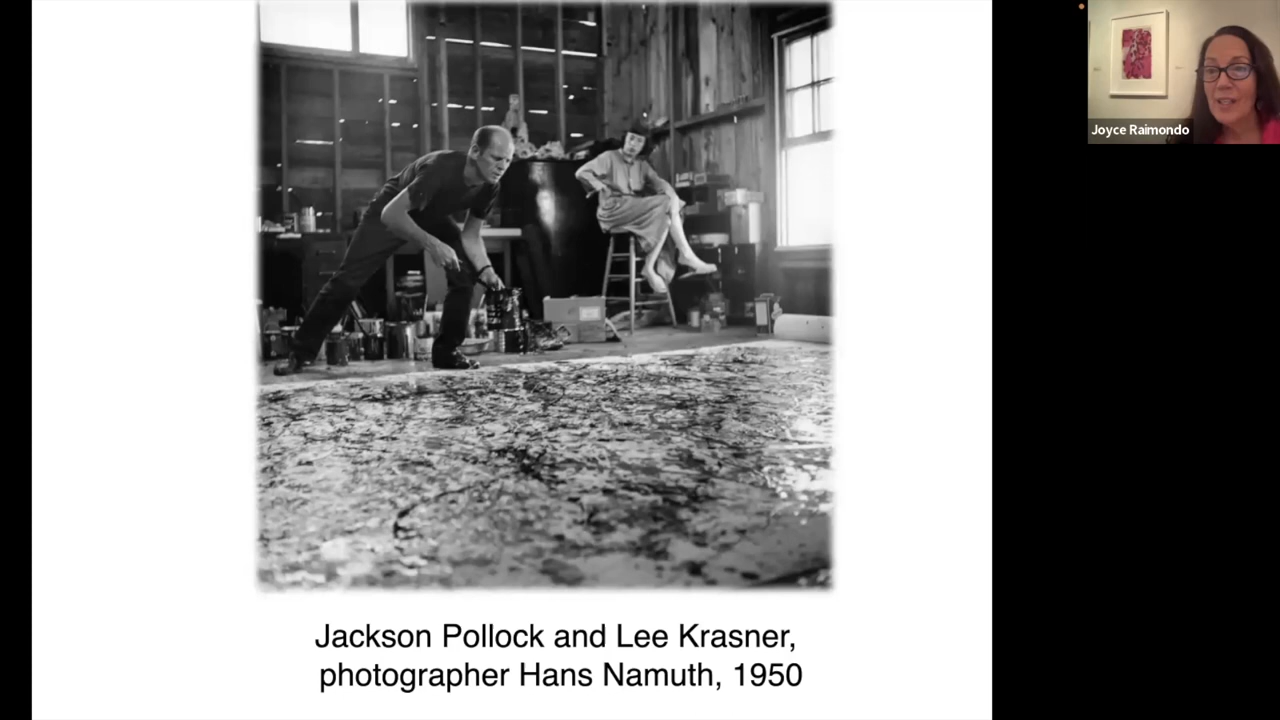 Joyce Raimondo
Jackson Pollock and Lee Krasner,
photographer Hans Namuth, 1950